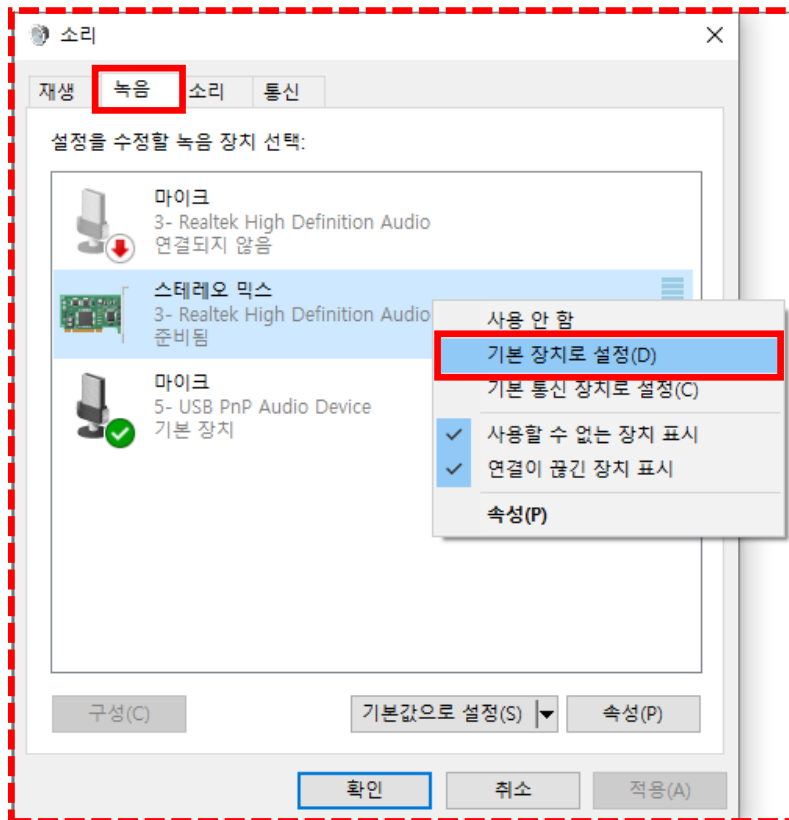 소리
재생 녹음 소리 통신
설정을 수정할 녹음 장치 선택:
마이크
3- Realtek High Definition Audio
연결되지 않음
스테레오 믹스
3- Realtek High Definition Audio
준비됨
마이크
5- USB PnP Audio Device
기본 장치
사용 안 함
기본 장치로 설정(D)
기본 통신 장치로 설정(C)
사용할 수 없는 장치 표시
연결이 끊긴 장치 표시
속성(P)
구성(C) 기본값으로 설정(S) 속성(P)
확인 취소 적용(A)